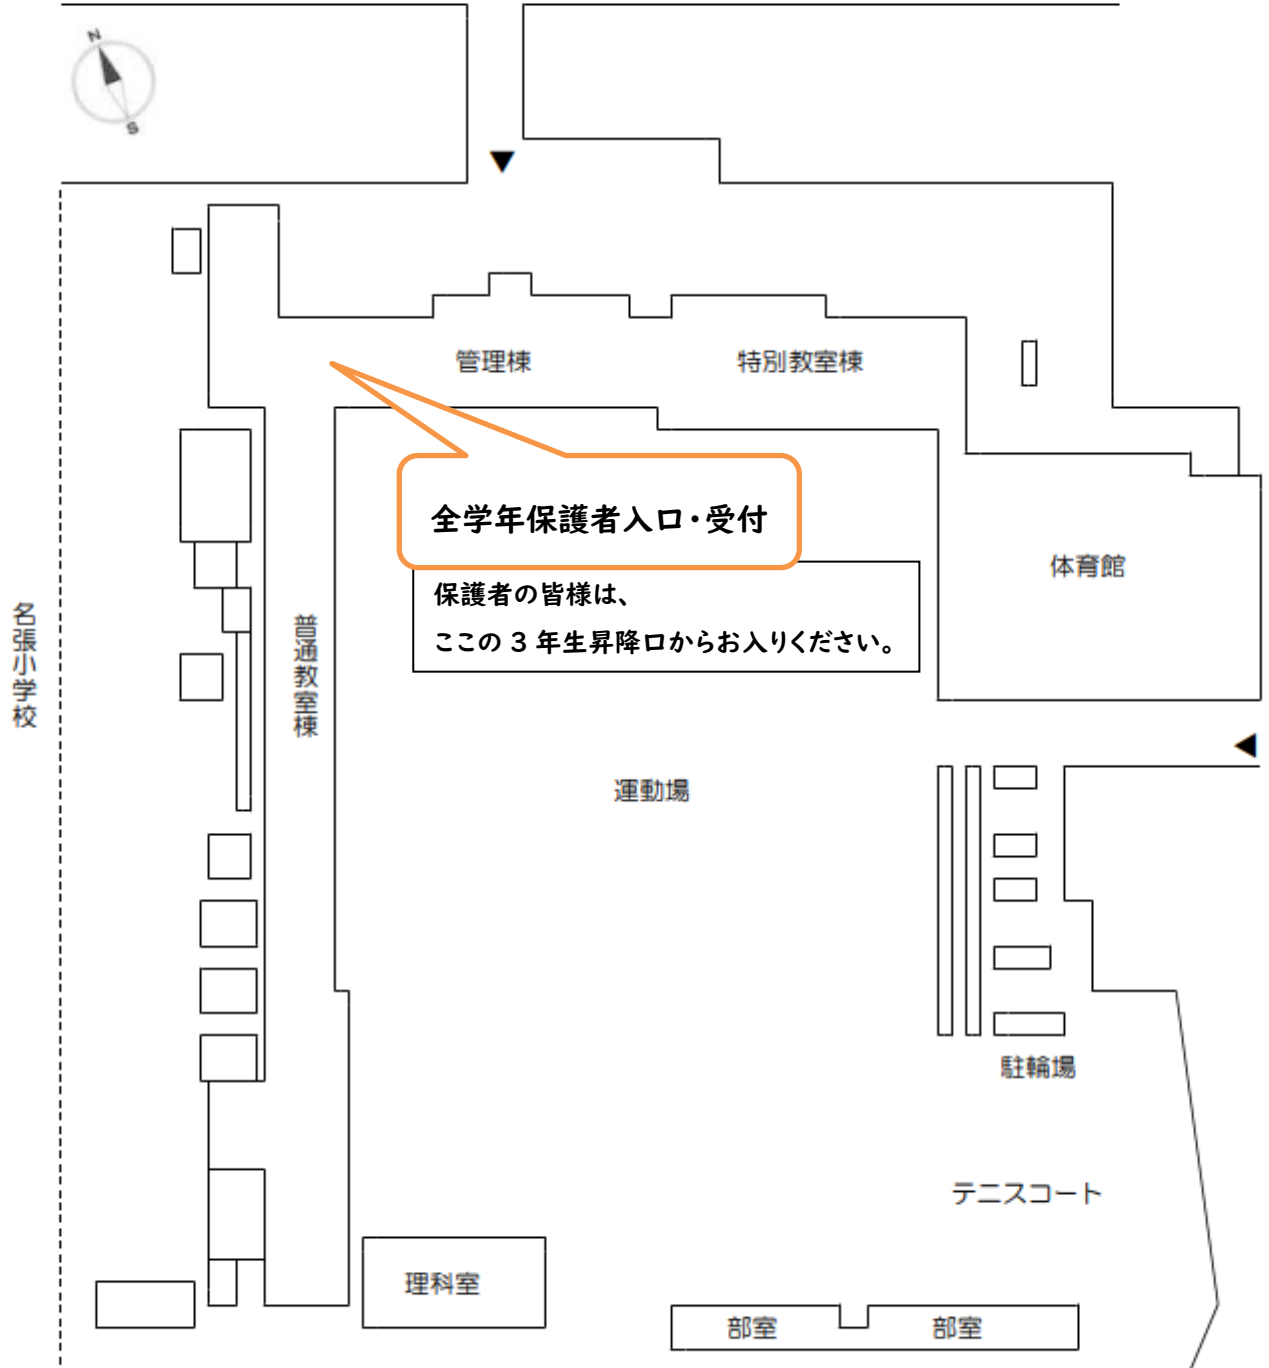 N
S
管理棟
特別教室棟
全学年保護者入口・受付
保護者の皆様は、
ここの3年生昇降口からお入りください。
体育館
名張小学校
普通教室棟
運動場
駐輪場
テニスコート
理科室
部室
部室